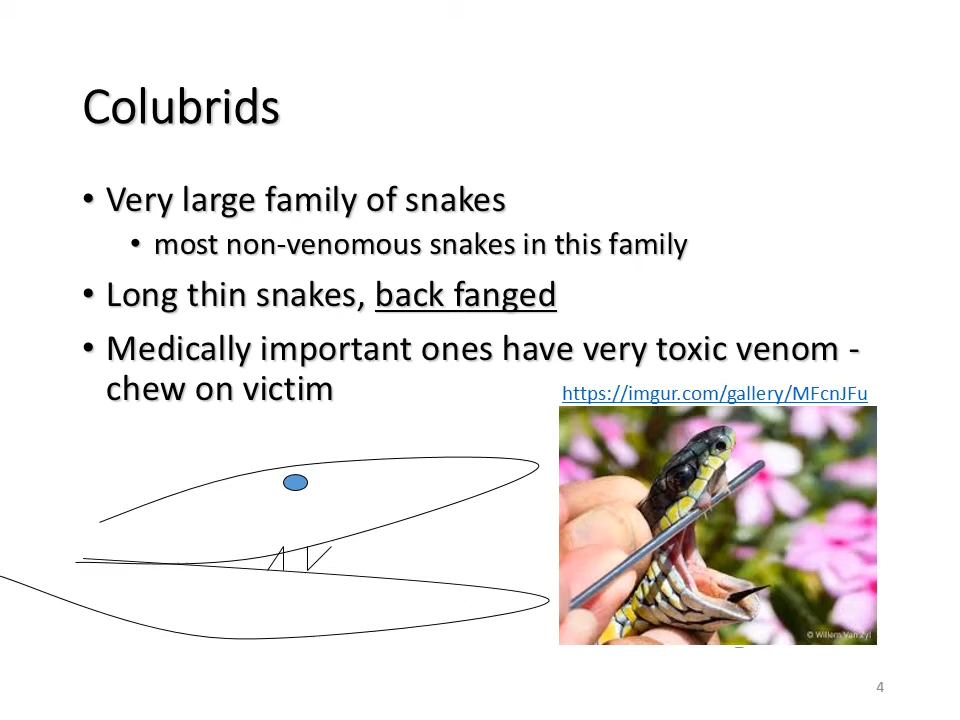 Colubrids
• Very large family of snakes
• most non-venomous snakes in this family
• Long thin snakes, back fanged
• Medically important ones have very toxic venom -
chew on victim
https://imgur.com/gallery/MFcnJFu
© Willem Van Zyl
4